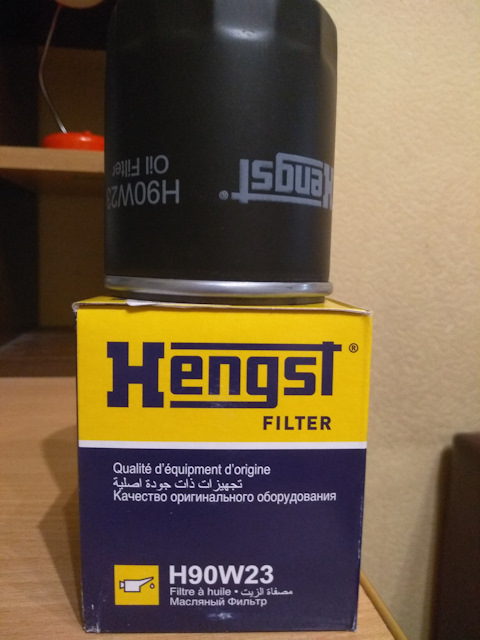 H90W23
Oil Filter
Hengst®
Hengst®
FILTER
Qualité d'équipement d'origine
تجهيزات ذات جودة اصلية
Качество оригинального оборудования
H90W23
Filtre à huile • مصفاة الزيت
Масляный Фильтр